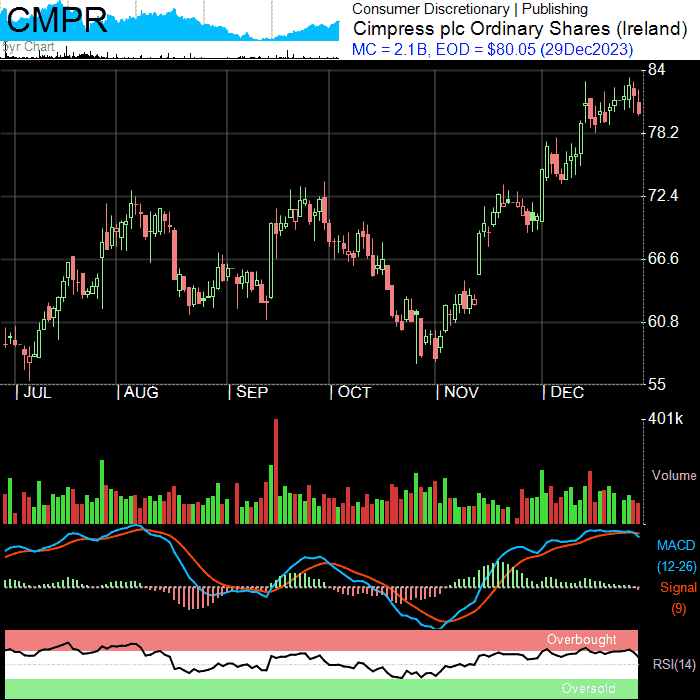 CMPR
5yr Chart
Consumer Discretionary | Publishing
Cimpress plc Ordinary Shares (Ireland)
MC = 2.1B, EOD = $80.05 (29Dec2023)
84
78.2
72.4
66.6
60.8
55
JUL AUG SEP OCT NOV DEC
401k
Volume
MACD
(12-26)
Signal
(9)
Overbought
RSI(14)
Oversold